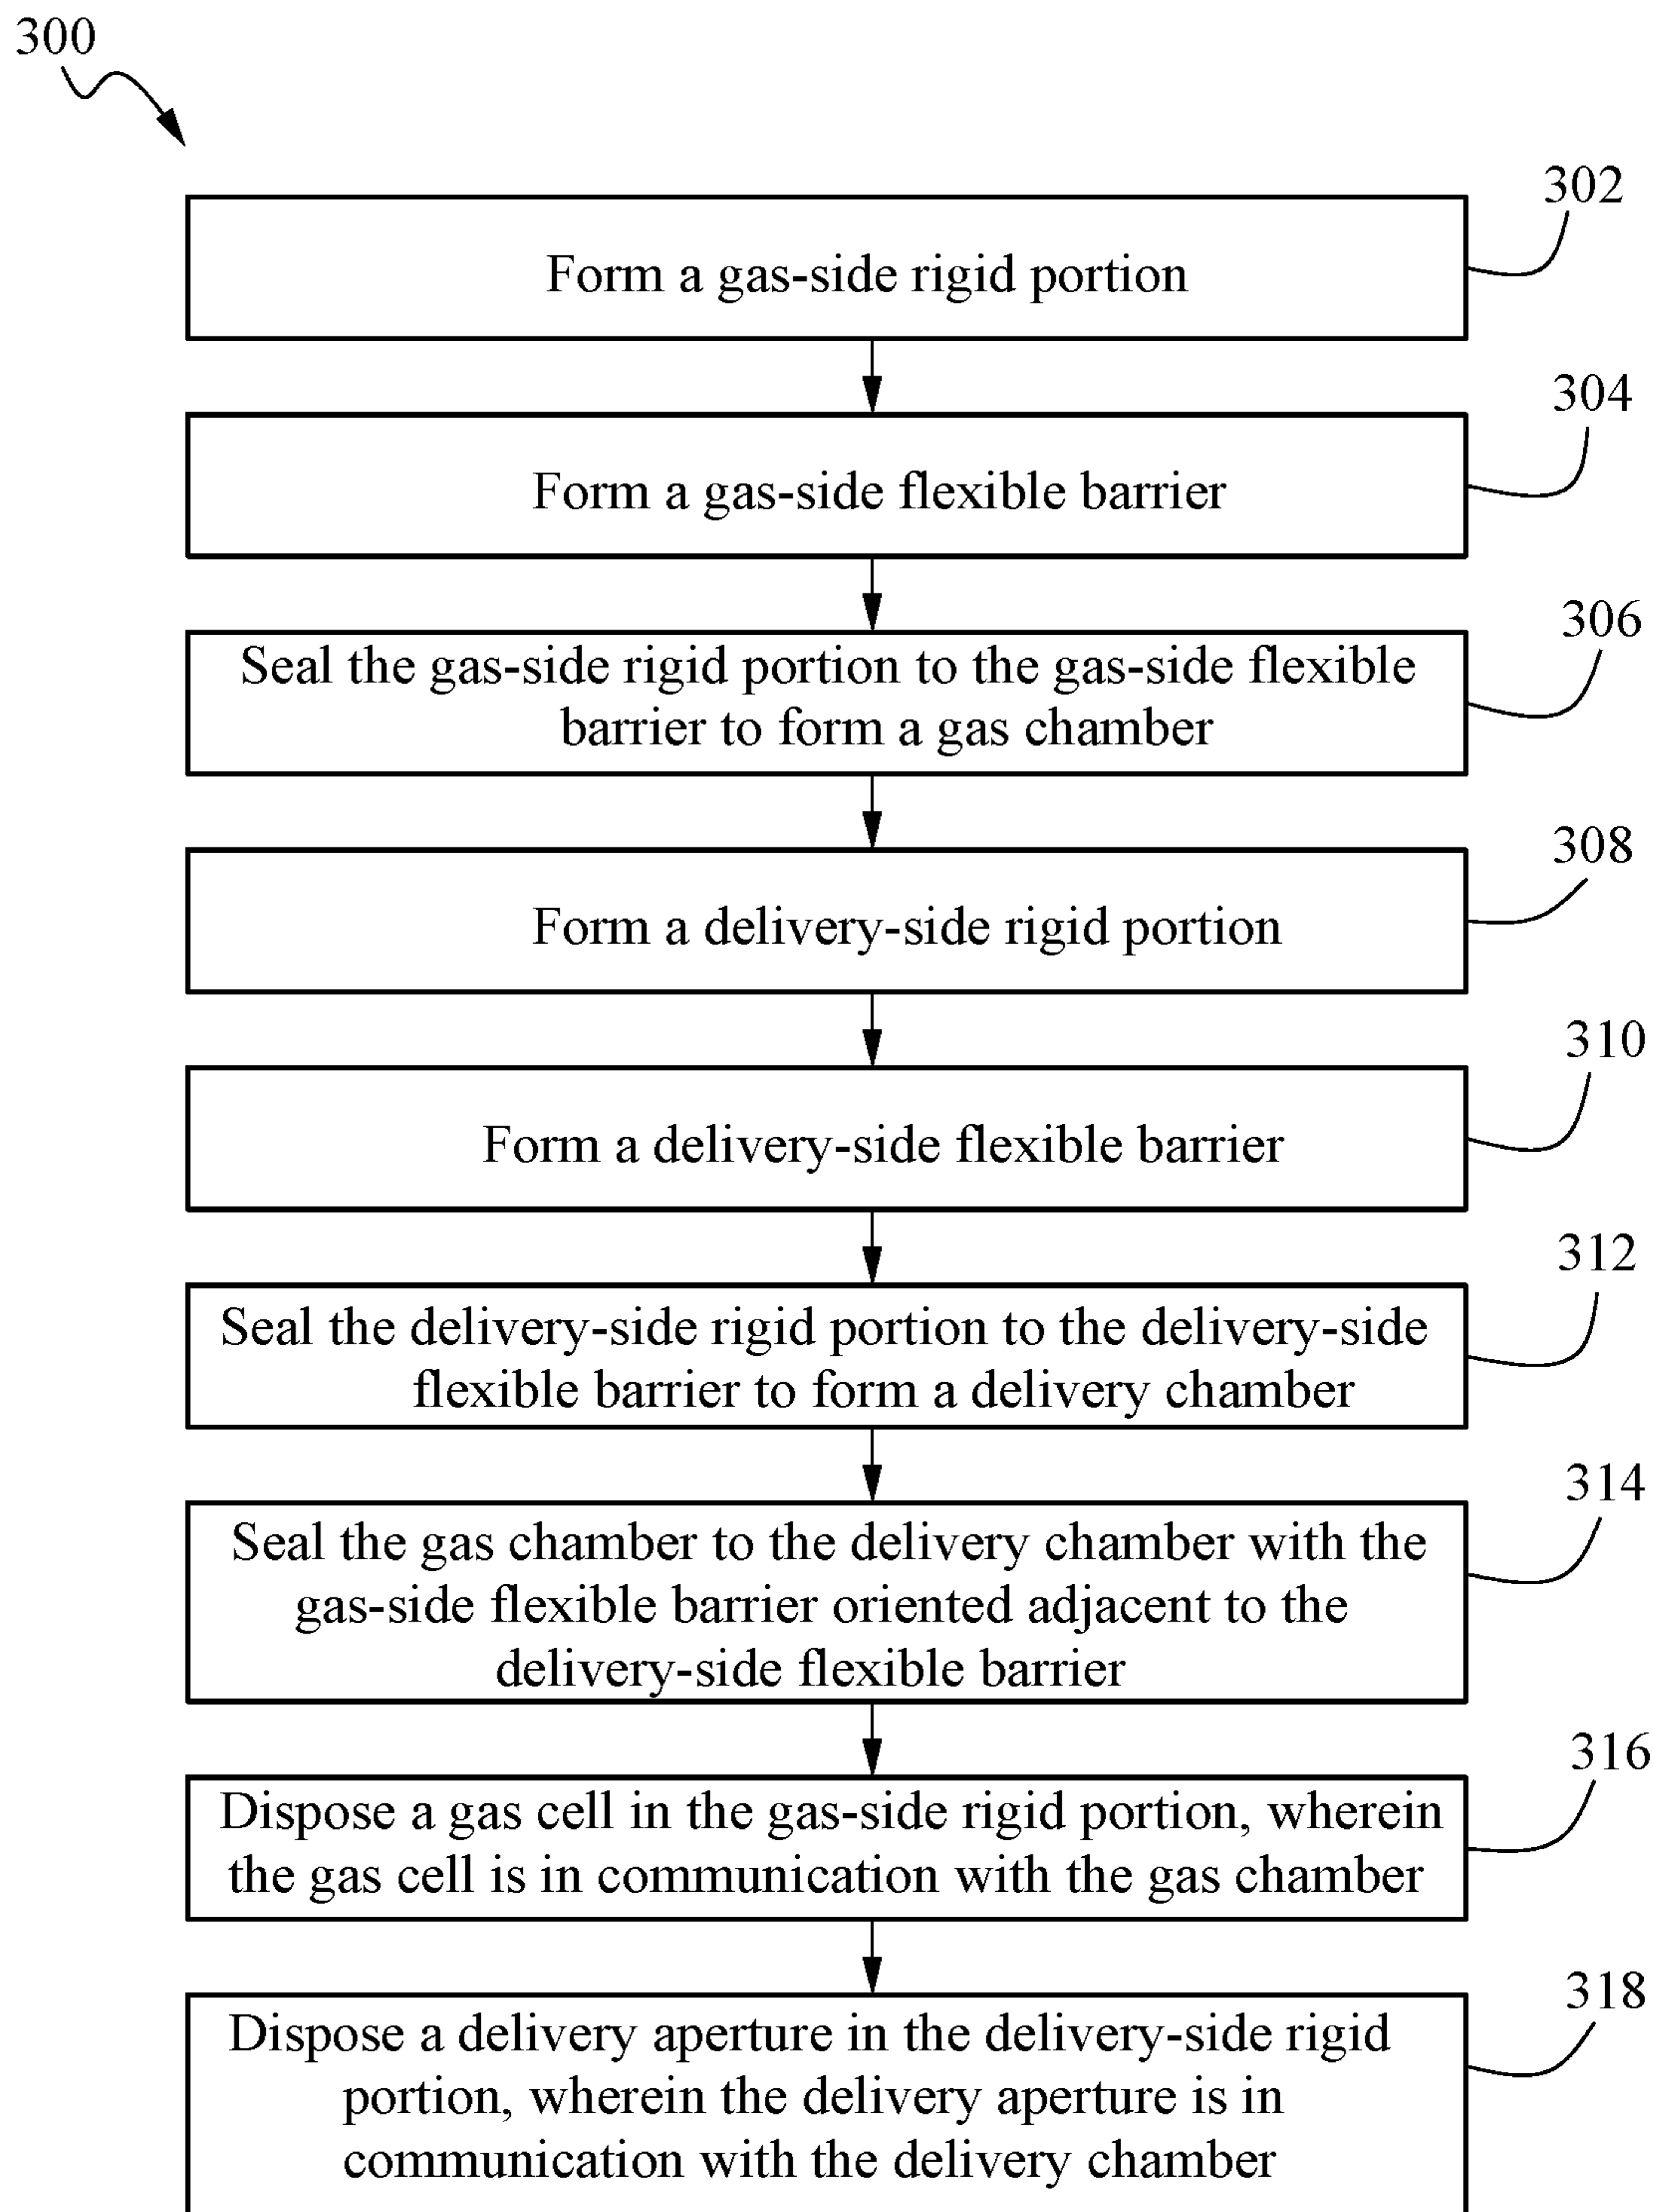 300
302
Form a gas-side rigid portion
304
Form a gas-side flexible barrier
306
Seal the gas-side rigid portion to the gas-side flexible
barrier to form a gas chamber
308
Form a delivery-side rigid portion
310
Form a delivery-side flexible barrier
312
Seal the delivery-side rigid portion to the delivery-side
flexible barrier to form a delivery chamber
314
Seal the gas chamber to the delivery chamber with the
gas-side flexible barrier oriented adjacent to the
delivery-side flexible barrier
316
Dispose a gas cell in the gas-side rigid portion, wherein
the gas cell is in communication with the gas chamber
318
Dispose a delivery aperture in the delivery-side rigid
portion, wherein the delivery aperture is in
communication with the delivery chamber